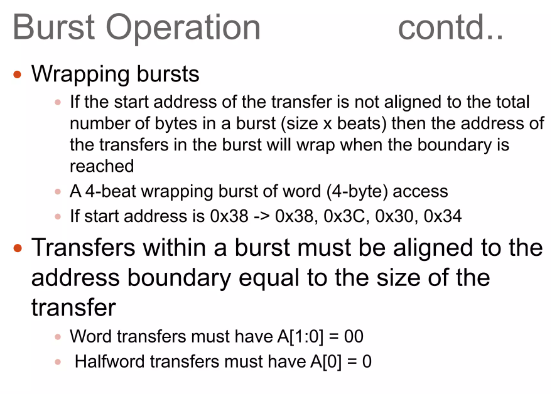 Burst Operation contd..
• Wrapping bursts
• If the start address of the transfer is not aligned to the total
number of bytes in a burst (size x beats) then the address of
the transfers in the burst will wrap when the boundary is
reached
• A 4-beat wrapping burst of word (4-byte) access
• If start address is 0x38 -> 0x38, 0x3C, 0x30, 0x34
• Transfers within a burst must be aligned to the
address boundary equal to the size of the
transfer
• Word transfers must have A[1:0] = 00
• Halfword transfers must have A[0] = 0